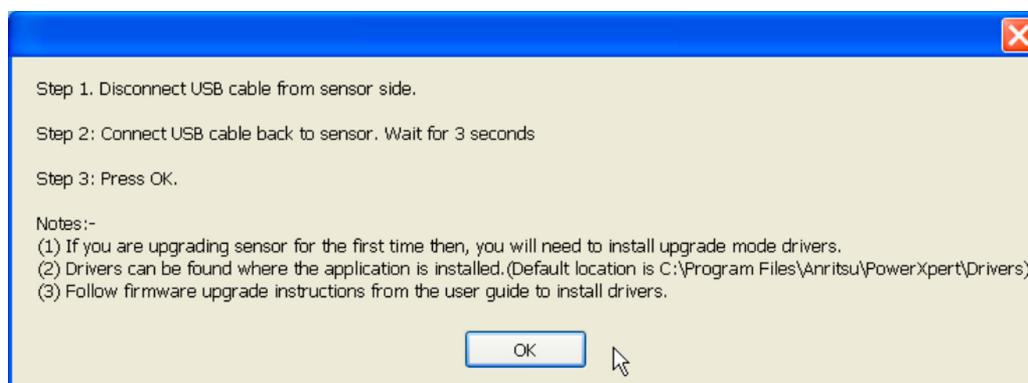 Step 1. Disconnect USB cable from sensor side.
Step 2: Connect USB cable back to sensor. Wait for 3 seconds
Step 3: Press OK.
Notes:-
(1) If you are upgrading sensor for the first time then, you will need to install upgrade mode drivers.
(2) Drivers can be found where the application is installed.(Default location is C:\Program Files\Anritsu\PowerXpert\Drivers)
(3) Follow firmware upgrade instructions from the user guide to install drivers.
OK